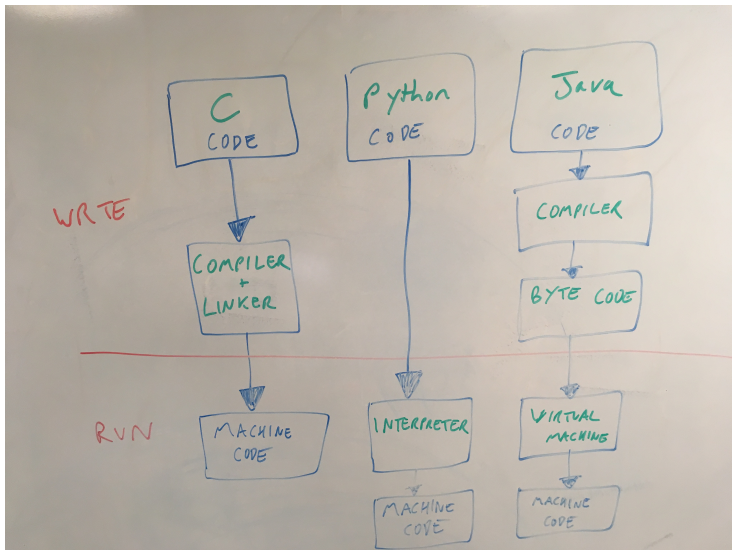 C
CODE
Python
CODE
Java
CODE
WRTE
COMPILER
+
LINKER
COMPILER
BYTE CODE
RUN
MACHINE
CODE
INTERPRETER
MACHINE
CODE
VIRTUAL
MACHINE
MACHINE
CODE